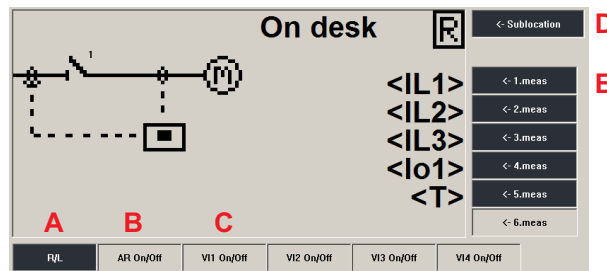 On desk R <- Sublocation D
1
M
<IL1> <- 1.meas E
<IL2> <- 2.meas
<IL3> <- 3.meas
<Io1> <- 4.meas
<T> <- 5.meas
A B C <- 6.meas
R/L AR On/Off VI1 On/Off VI2 On/Off VI3 On/Off VI4 On/Off